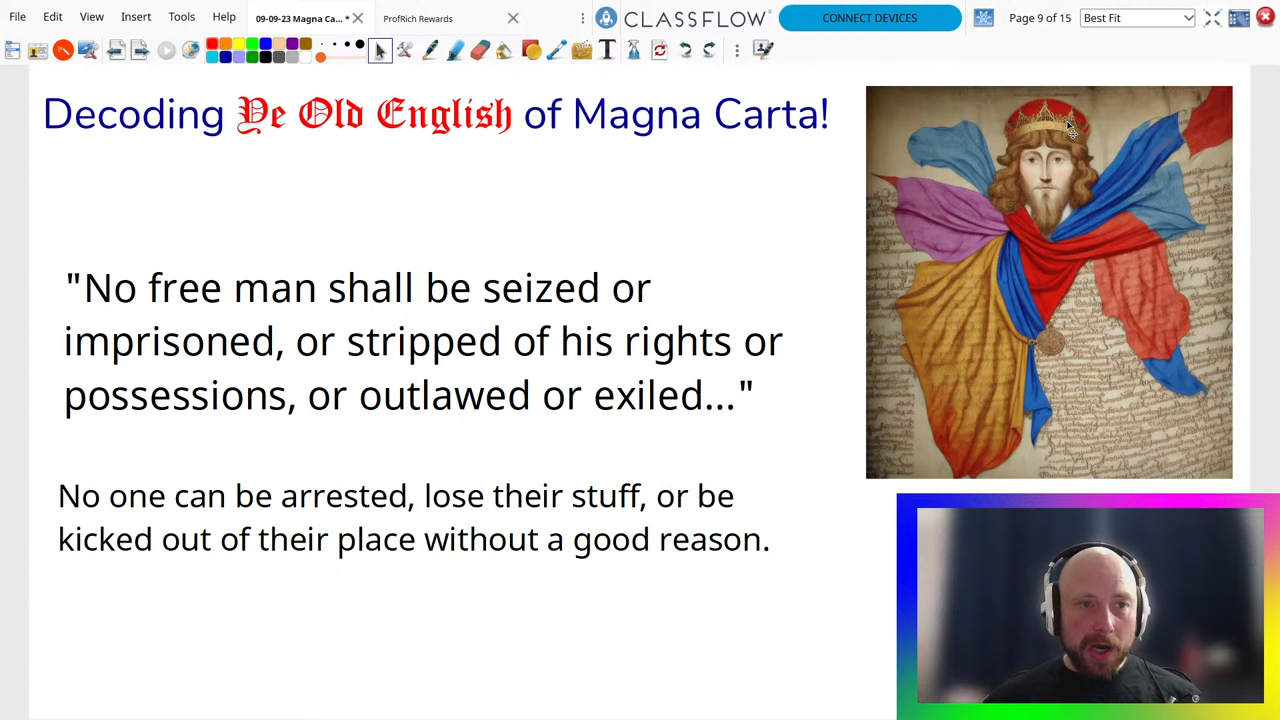 File Edit View Insert Tools Help
09-09-23 Magna Ca... *
ProfRich Rewards
CLASSFLOW
CONNECT DEVICES
Page 9 of 15
Best Fit
Decoding Ye Old English of Magna Carta!
"No free man shall be seized or
imprisoned, or stripped of his rights or
possessions, or outlawed or exiled..."
No one can be arrested, lose their stuff, or be
kicked out of their place without a good reason.